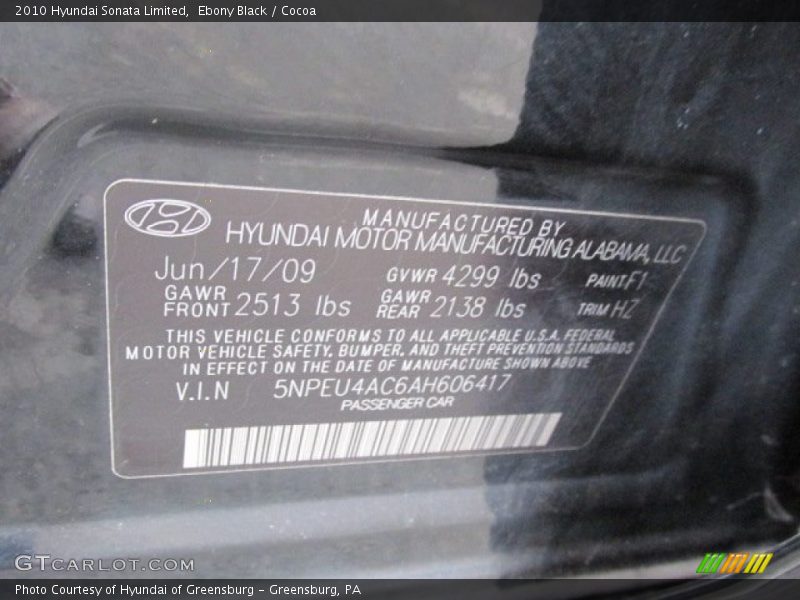 2010 Hyundai Sonata Limited, Ebony Black / Cocoa
MANUFACTURED BY
HYUNDAI MOTOR MANUFACTURING ALABAMA, LLC
Jun/17/09 GVWR 4299 lbs PAINT F1
GAWR FRONT 2513 lbs GAWR REAR 2138 lbs TRIM HZ
THIS VEHICLE CONFORMS TO ALL APPLICABLE U.S.A. FEDERAL
MOTOR VEHICLE SAFETY, BUMPER, AND THEFT PREVENTION STANDARDS
IN EFFECT ON THE DATE OF MANUFACTURE SHOWN ABOVE
V.I.N 5NPEU4AC6AH606417
PASSENGER CAR
GTCARLOT.COM
Photo Courtesy of Hyundai of Greensburg - Greensburg, PA